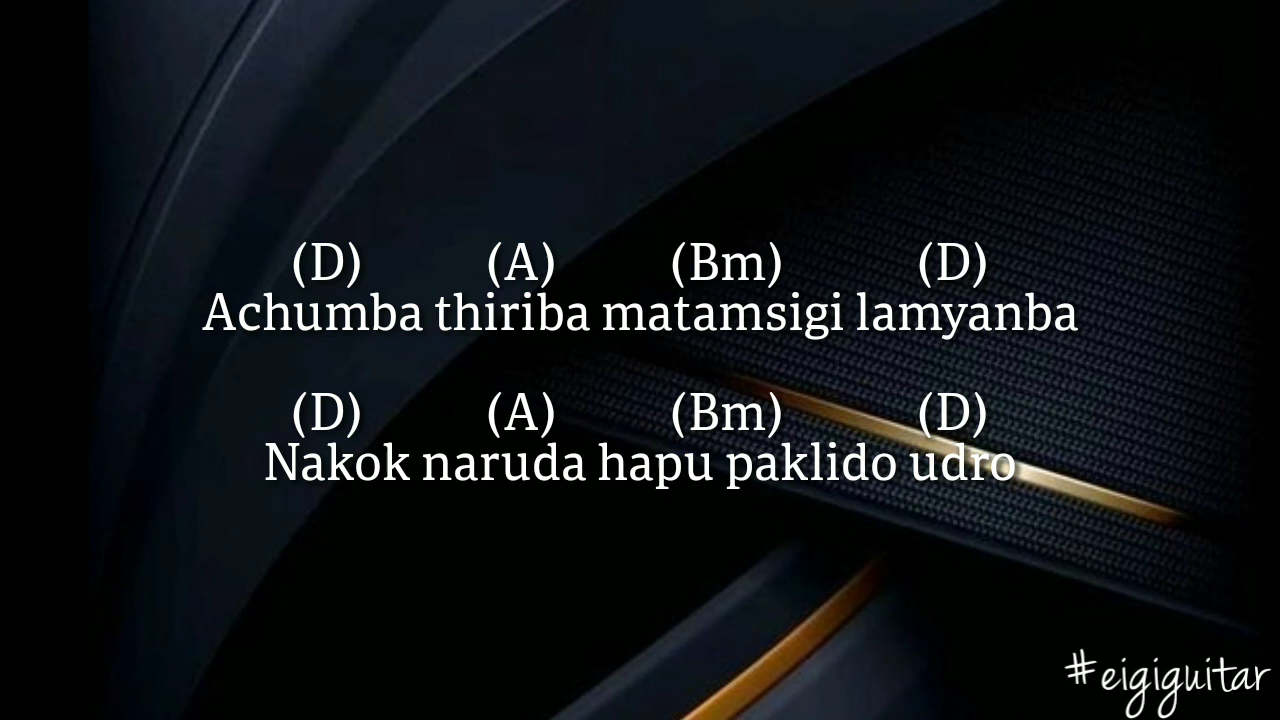 (D) (A) (Bm) (D)
Achumba thiriba matamsigi lamyanba
(D) (A) (Bm) (D)
Nakok naruda hapu paklido udro
#eigiguitar